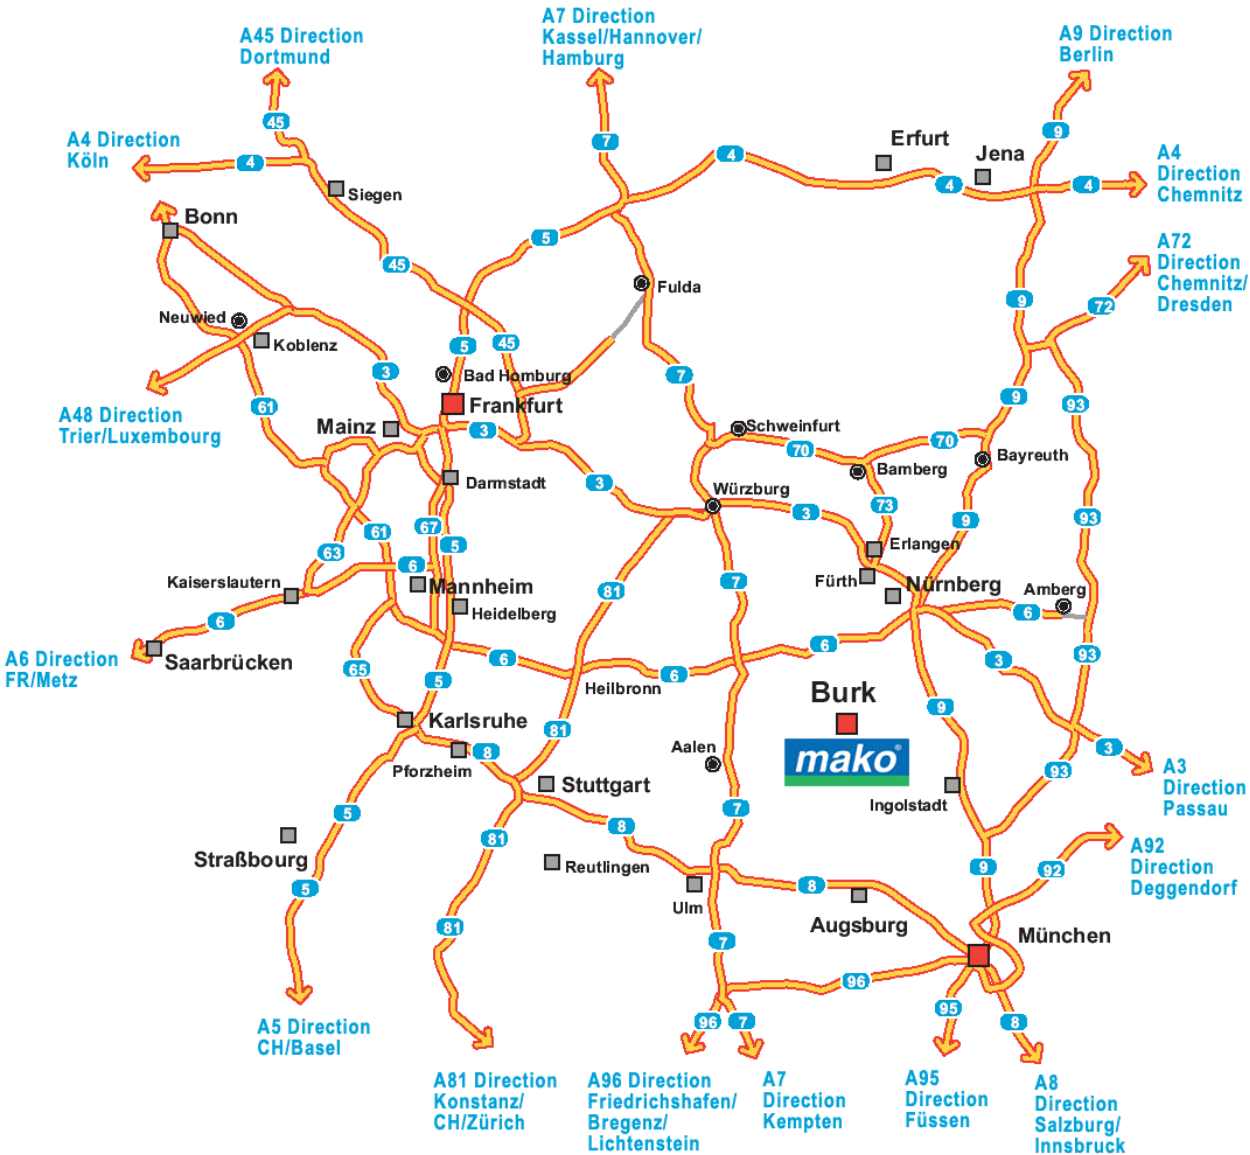 A7 Direction
Kassel/Hannover/
Hamburg
A45 Direction
Dortmund
A9 Direction
Berlin
A4 Direction
Köln
45
7
9
4
4
Erfurt
Jena
A4
Direction
Chemnitz
4
4
Siegen
Bonn
5
45
A72
Direction
Chemnitz/
Dresden
Fulda
9
72
Neuwied
Koblenz
5
45
3
Bad Homburg
7
A48 Direction
Trier/Luxembourg
61
Frankfurt
9
93
Mainz
3
Schweinfurt
70
70
Bamberg
Bayreuth
Darmstadt
3
Würzburg
3
73
9
93
61
67
5
63
6
Erlangen
Kaiserslautern
Mannheim
7
Fürth
Nürnberg
Amberg
81
Heidelberg
6
6
A6 Direction
FR/Metz
Saarbrücken
65
6
6
6
3
93
5
Heilbronn
Burk
9
Karlsruhe
81
Aalen
mako®
3
Pforzheim
8
93
A3
Direction
Passau
Stuttgart
Ingolstadt
5
7
8
81
Straßbourg
Reutlingen
9
92
A92
Direction
Deggendorf
5
Ulm
8
Augsburg
81
7
München
96
96
7
95
8
A5 Direction
CH/Basel
A81 Direction
Konstanz/
CH/Zürich
A96 Direction
Friedrichshafen/
Bregenz/
Lichtenstein
A7
Direction
Kempten
A95
Direction
Füssen
A8
Direction
Salzburg/
Innsbruck